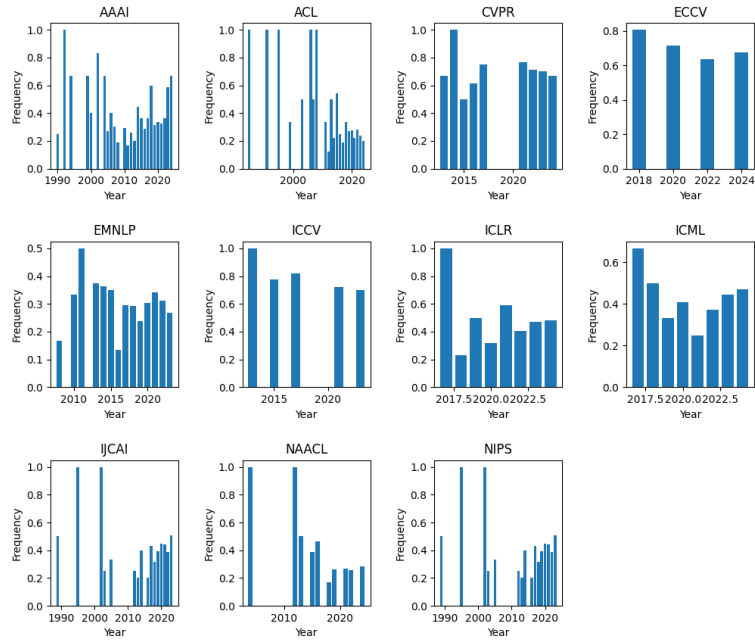 AAAI
ACL
CVPR
ECCV
1.0
0.8
0.6
0.4
0.2
0.0
Frequency
1990 2000 2010 2020
Year
1.0
0.8
0.6
0.4
0.2
0.0
Frequency
2000 2020
Year
1.0
0.8
0.6
0.4
0.2
0.0
Frequency
2015 2020
Year
0.8
0.6
0.4
0.2
0.0
Frequency
2018 2020 2022 2024
Year
EMNLP
ICCV
ICLR
ICML
0.5
0.4
0.3
0.2
0.1
0.0
Frequency
2010 2015 2020
Year
1.0
0.8
0.6
0.4
0.2
0.0
Frequency
2015 2020
Year
1.0
0.8
0.6
0.4
0.2
0.0
Frequency
2017.5 2020.0 2022.5
Year
0.6
0.4
0.2
0.0
Frequency
2017.5 2020.0 2022.5
Year
IJCAI
NAACL
NIPS
1.0
0.8
0.6
0.4
0.2
0.0
Frequency
1990 2000 2010 2020
Year
1.0
0.8
0.6
0.4
0.2
0.0
Frequency
2010 2020
Year
1.0
0.8
0.6
0.4
0.2
0.0
Frequency
1990 2000 2010 2020
Year